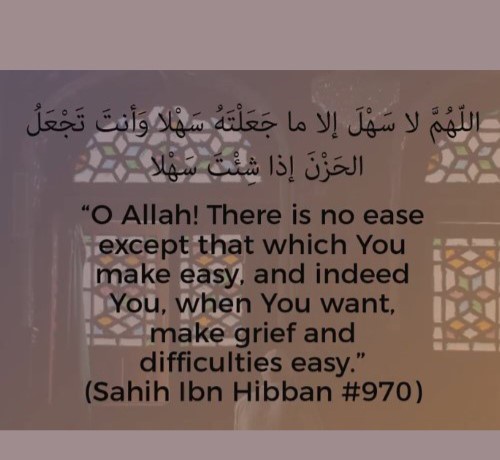 اللّهُمَّ لا سَهْلَ إلا ما جَعَلْتَهُ سَهْلا وَأنتَ تَجْعَلُ
الحَزْنَ إذا شِئْتَ سَهْلا
“O Allah! There is no ease
except that which You
make easy, and indeed
You, when You want,
make grief and
difficulties easy.”
(Sahih Ibn Hibban #970)